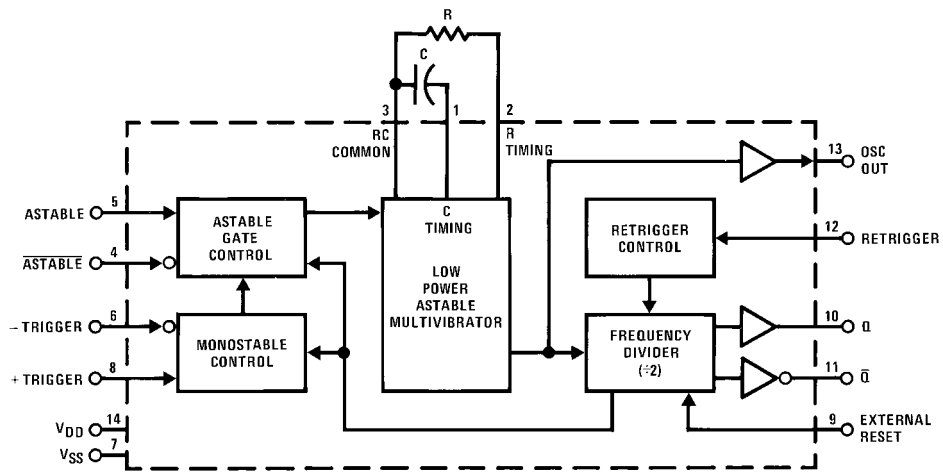 R
C
3
1
2
RC
COMMON
R
TIMING
13
OSC
OUT
5
ASTABLE
ASTABLE
GATE
CONTROL
C
TIMING
LOW
POWER
ASTABLE
MULTIVIBRATOR
RETRIGGER
CONTROL
12
RETRIGGER
4
A̅S̅T̅A̅B̅L̅E̅
6
– TRIGGER
MONOSTABLE
CONTROL
FREQUENCY
DIVIDER
(÷2)
10
Q
8
+ TRIGGER
11
Q̅
14
VDD
7
VSS
9
EXTERNAL
RESET